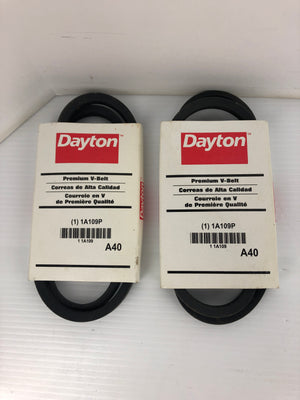 Dayton
Premium V-Belt
Correas de Alta Calidad
Courroie en V
de Première Qualité
(1) 1A109P
1 1A109
A40
Dayton
Premium V-Belt
Correas de Alta Calidad
Courroie en V
de Première Qualité
(1) 1A109P
1 1A109
A40